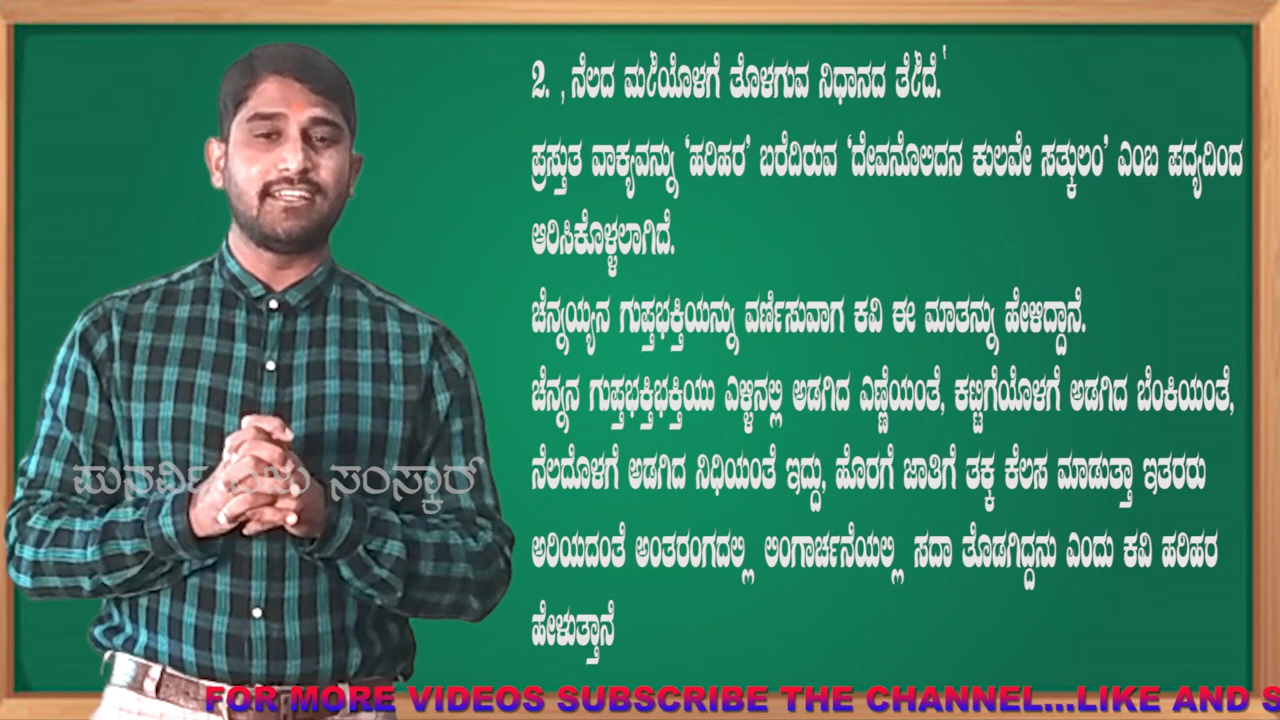 ೨. , ನೆಲದ ಮಱೆಯೊಳಗೆ ತೊಳಗುವ ನಿಧಾನದ ತೆಱದೆ.'
ಪ್ರಸ್ತುತ ವಾಕ್ಯವನ್ನು 'ಹರಿಹರ' ಬರೆದಿರುವ 'ದೇವನೊಲಿದನ ಕುಲವೇ ಸತ್ಕುಲಂ' ಎಂಬ ಪದ್ಯದಿಂದ
ಆರಿಸಿಕೊಳ್ಳಲಾಗಿದೆ.
ಚೆನ್ನಯ್ಯನ ಗುಪ್ತಭಕ್ತಿಯನ್ನು ವರ್ಣಿಸುವಾಗ ಕವಿ ಈ ಮಾತನ್ನು ಹೇಳಿದ್ದಾನೆ.
ಚೆನ್ನನ ಗುಪ್ತಭಕ್ತಿಭಕ್ತಿಯು ಎಳ್ಳಿನಲ್ಲಿ ಅಡಗಿದ ಎಣ್ಣೆಯಂತೆ, ಕಟ್ಟಿಗೆಯೊಳಗೆ ಅಡಗಿದ ಬೆಂಕಿಯಂತೆ,
ನೆಲದೊಳಗೆ ಅಡಗಿದ ನಿಧಿಯಂತೆ ಇದ್ದು, ಹೊರಗೆ ಜಾತಿಗೆ ತಕ್ಕ ಕೆಲಸ ಮಾಡುತ್ತಾ ಇತರರು
ಅರಿಯದಂತೆ ಅಂತರಂಗದಲ್ಲಿ ಲಿಂಗಾರ್ಚನೆಯಲ್ಲಿ ಸದಾ ತೊಡಗಿದ್ದನು ಎಂದು ಕವಿ ಹರಿಹರ
ಹೇಳುತ್ತಾನೆ
ಸಂಸ್ಕಾರ್
FOR MORE VIDEOS SUBSCRIBE THE CHANNEL...LIKE AND S